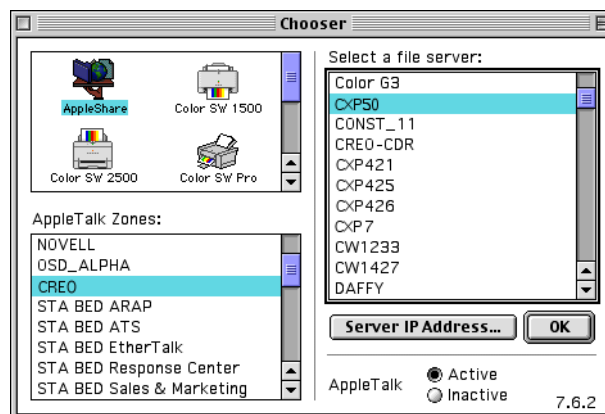 Chooser
AppleShare
Color SW 1500
Color SW 2500
Color SW Pro
AppleTalk Zones:
NOVELL
OSD_ALPHA
CREO
STA BED ARAP
STA BED ATS
STA BED EtherTalk
STA BED Response Center
STA BED Sales & Marketing
Select a file server:
Color G3
CXP50
CONST_11
CREO-CDR
CXP421
CXP425
CXP426
CXP7
CW1233
CW1427
DAFFY
Server IP Address...
OK
AppleTalk
Active
Inactive
7.6.2